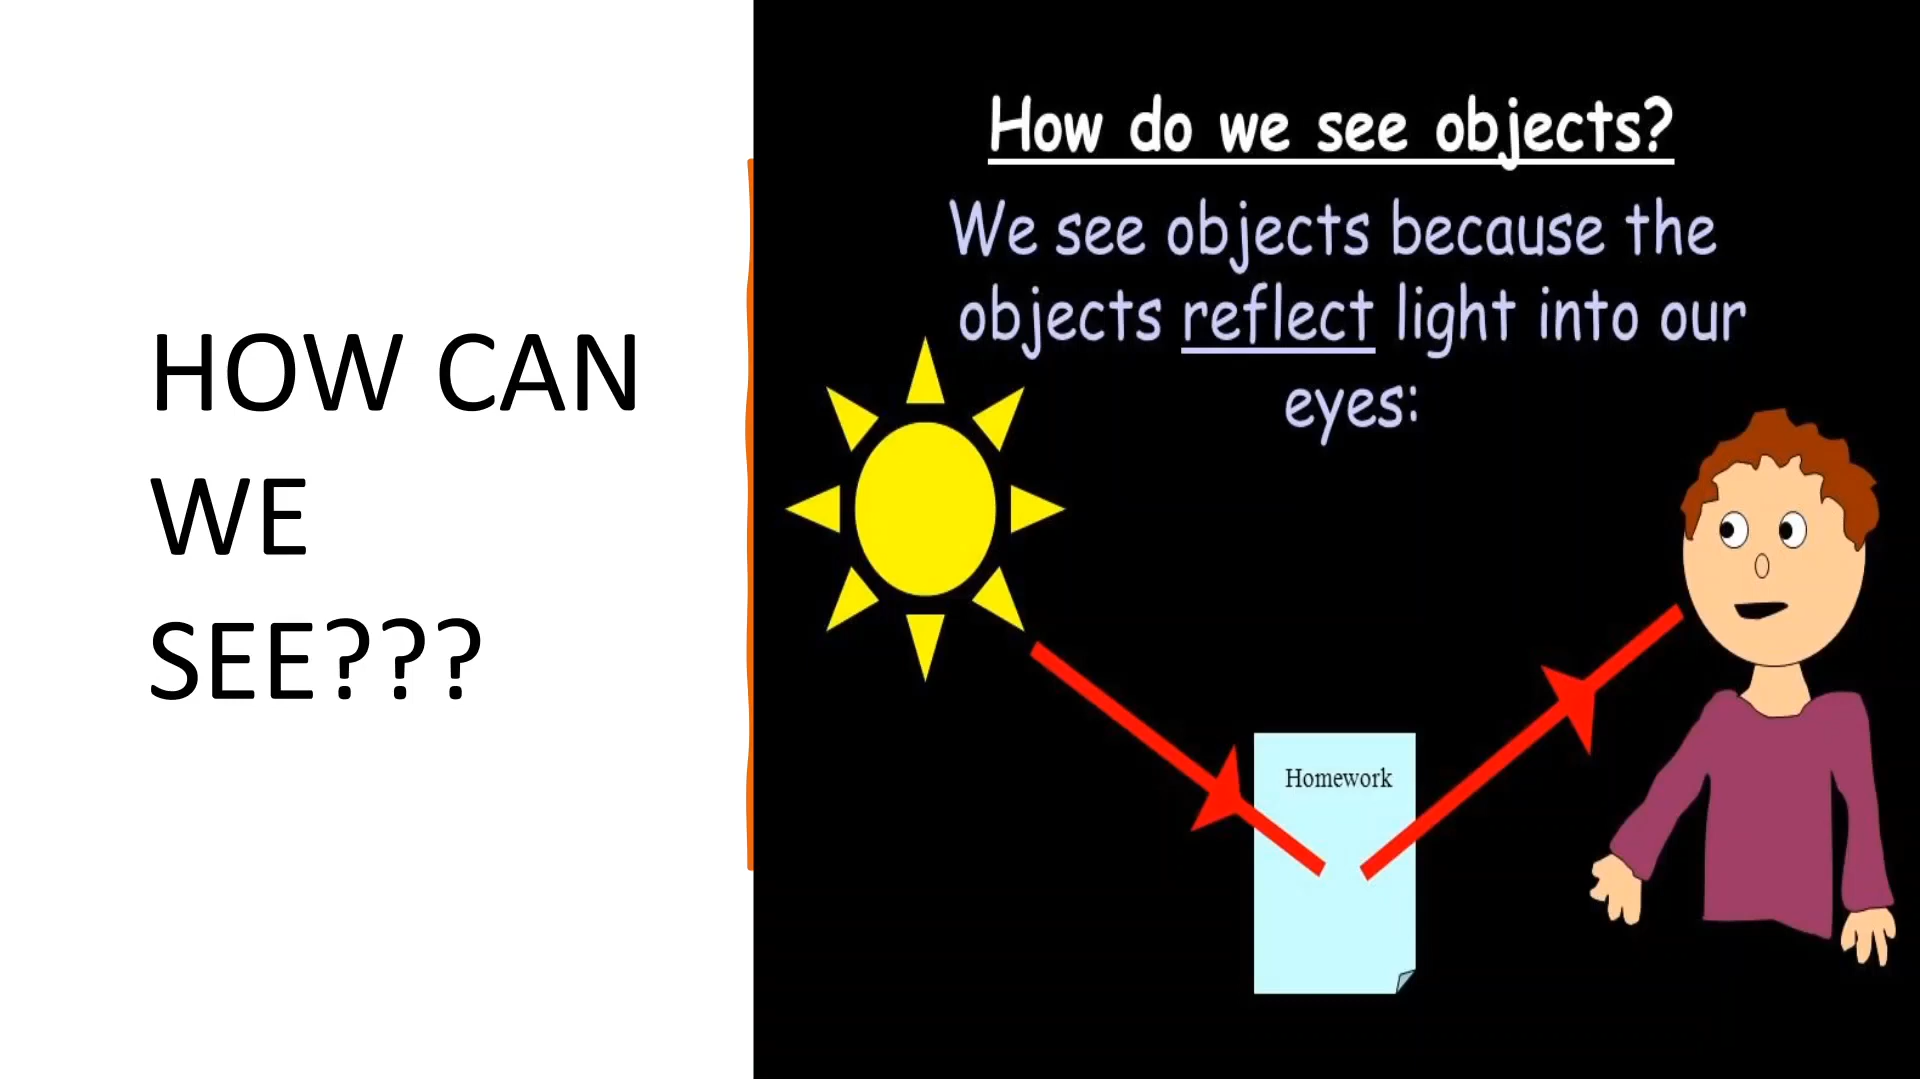 HOW CAN
WE
SEE???
How do we see objects?
We see objects because the
objects reflect light into our
eyes:
Homework